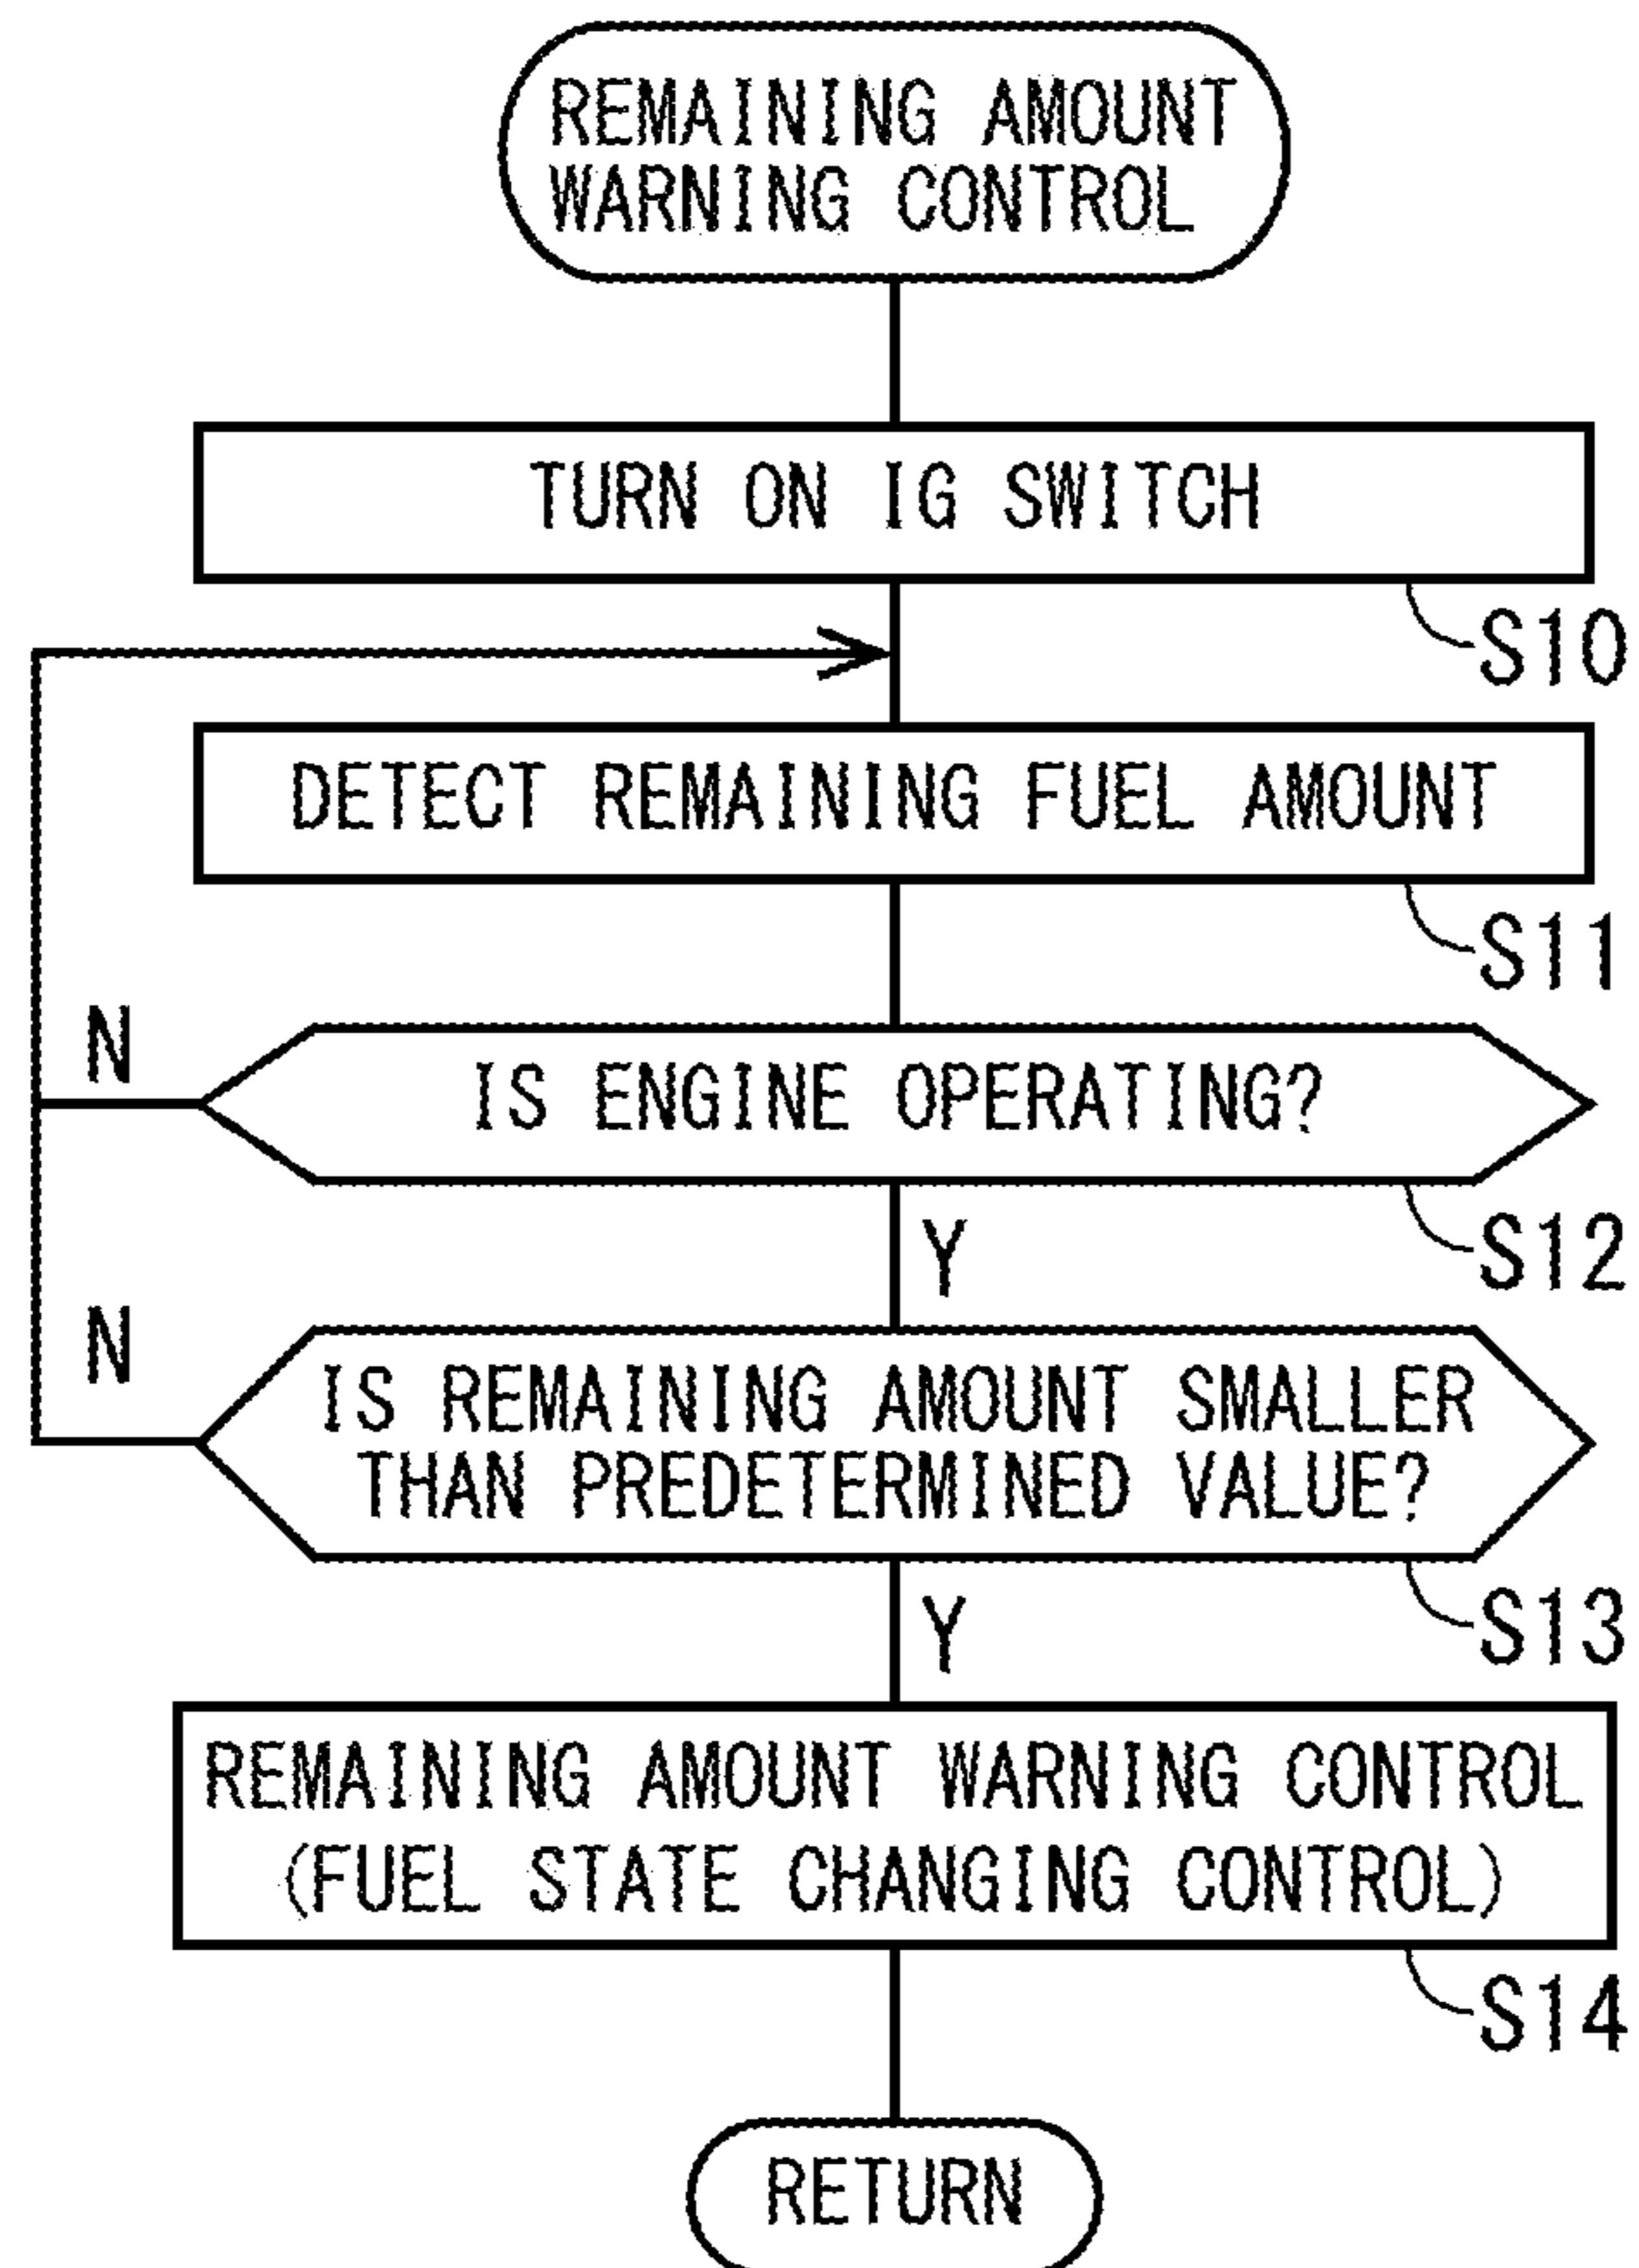 REMAINING AMOUNT
WARNING CONTROL
TURN ON IG SWITCH
S10
DETECT REMAINING FUEL AMOUNT
S11
N
IS ENGINE OPERATING?
S12
Y
N
IS REMAINING AMOUNT SMALLER
THAN PREDETERMINED VALUE?
S13
Y
REMAINING AMOUNT WARNING CONTROL
(FUEL STATE CHANGING CONTROL)
S14
RETURN